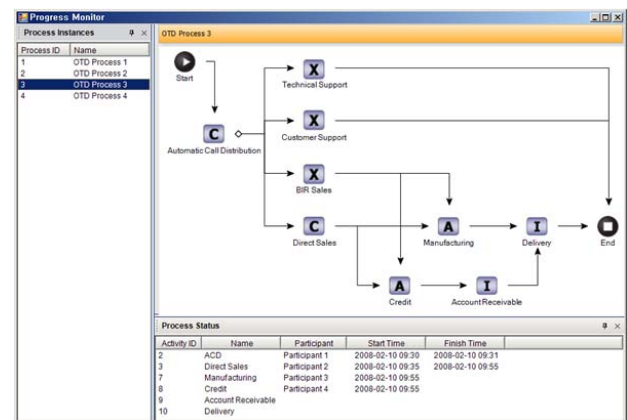 Progress Monitor
Process Instances
Process ID Name
1 OTD Process 1
2 OTD Process 2
3 OTD Process 3
4 OTD Process 4
OTD Process 3
Start
X
Technical Support
X
Customer Support
C
Automatic Call Distribution
X
BIR Sales
C
Direct Sales
A
Manufacturing
I
Delivery
End
A
Credit
I
Account Receivable
Process Status
Activity ID Name Participant Start Time Finish Time
2 ACD Participant 1 2008-02-10 09:30 2008-02-10 09:31
3 Direct Sales Participant 2 2008-02-10 09:35 2008-02-10 09:55
7 Manufacturing Participant 3 2008-02-10 09:55
8 Credit Participant 4 2008-02-10 09:55
9 Account Receivable
10 Delivery